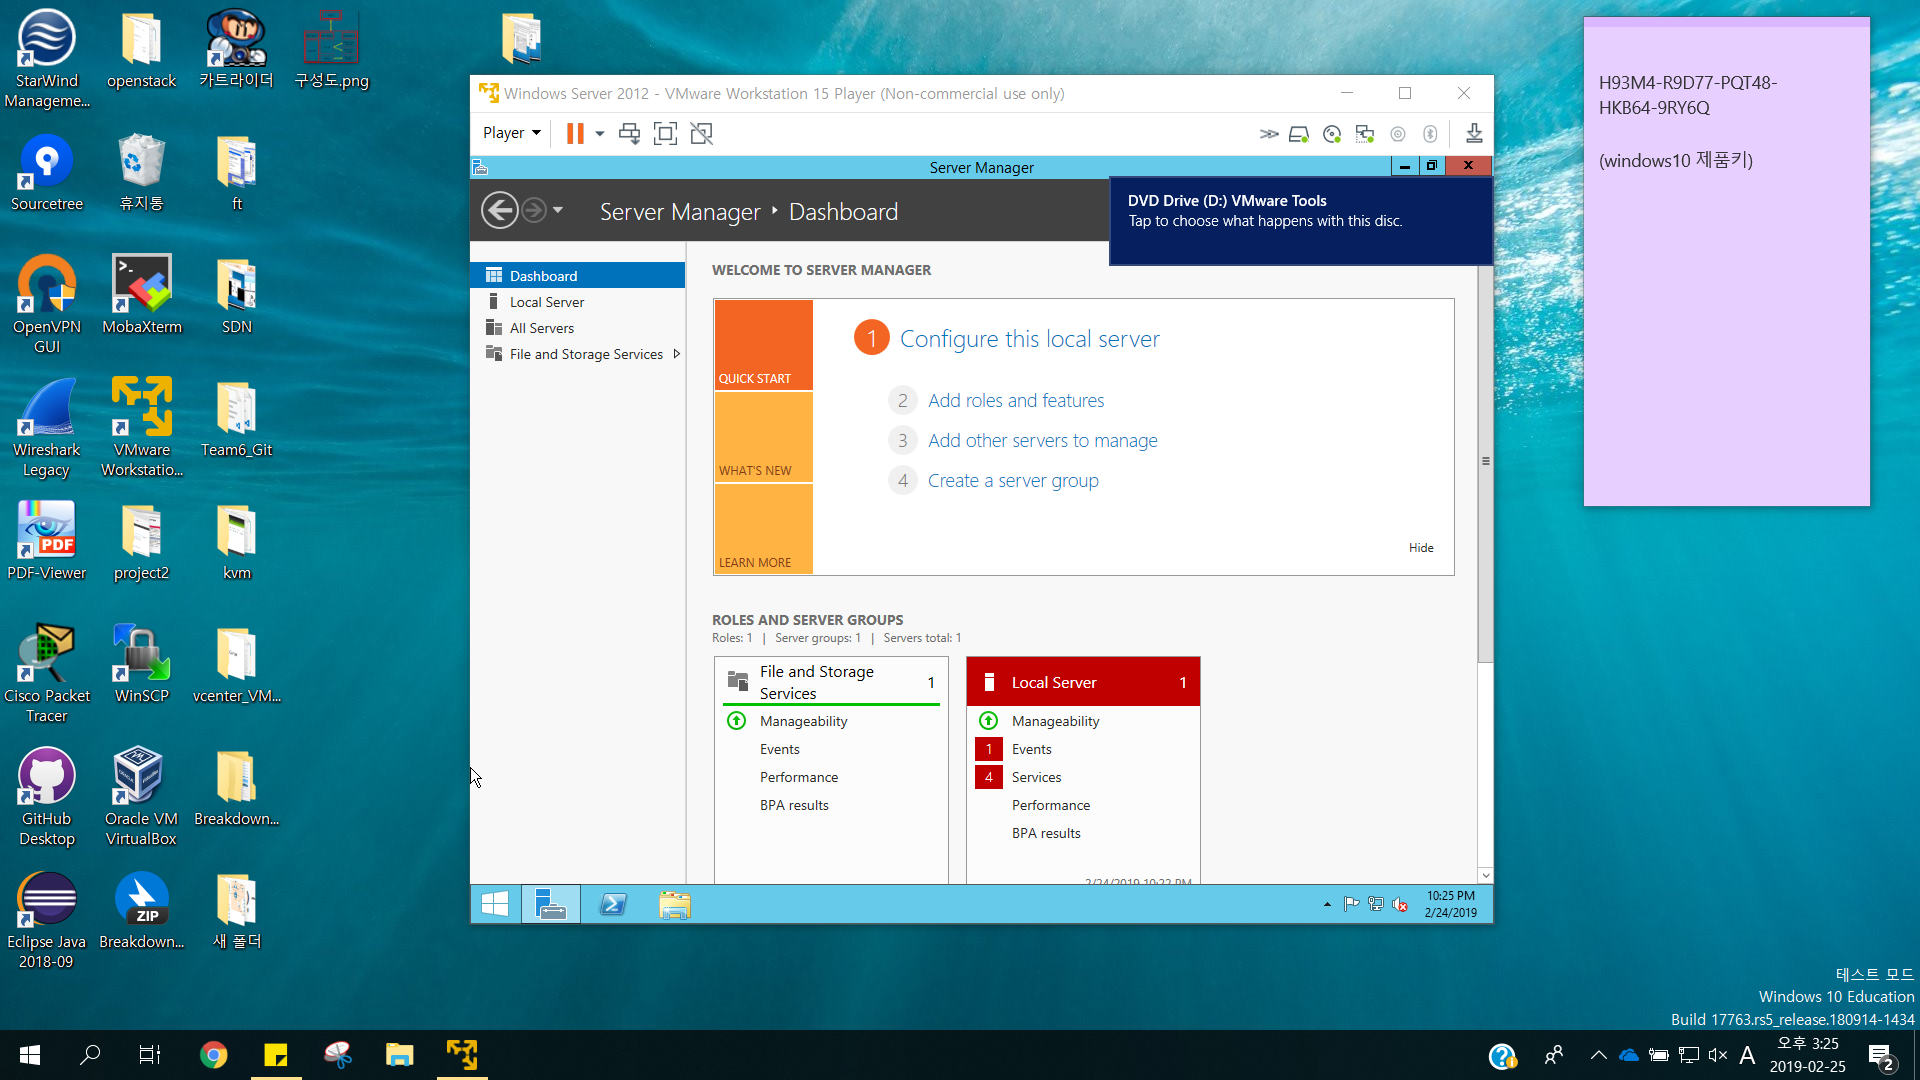 StarWind
Manageme...
openstack
카트라이더
구성도.png
Sourcetree
휴지통
ft
OpenVPN
GUI
MobaXterm
SDN
Wireshark
Legacy
VMware
Workstatio...
Team6_Git
PDF-Viewer
project2
kvm
Cisco Packet
Tracer
WinSCP
vcenter_VM...
GitHub
Desktop
Oracle VM
VirtualBox
Breakdown...
Eclipse Java
2018-09
ZIP
Breakdown...
새 폴더
Windows Server 2012 - VMware Workstation 15 Player (Non-commercial use only)
Player
Server Manager
Server Manager
Dashboard
DVD Drive (D:) VMware Tools
Tap to choose what happens with this disc.
Dashboard
Local Server
All Servers
File and Storage Services
WELCOME TO SERVER MANAGER
QUICK START
WHAT'S NEW
LEARN MORE
1 Configure this local server
2 Add roles and features
3 Add other servers to manage
4 Create a server group
Hide
ROLES AND SERVER GROUPS
Roles: 1 | Server groups: 1 | Servers total: 1
File and Storage
Services
1
Manageability
Events
Performance
BPA results
Local Server 1
Manageability
1 Events
4 Services
Performance
BPA results
2/24/2019 10:22 PM
10:25 PM
2/24/2019
H93M4-R9D77-PQT48-
HKB64-9RY6Q
(windows10 제품키)
테스트 모드
Windows 10 Education
Build 17763.rs5_release.180914-1434
A
오후 3:25
2019-02-25
2